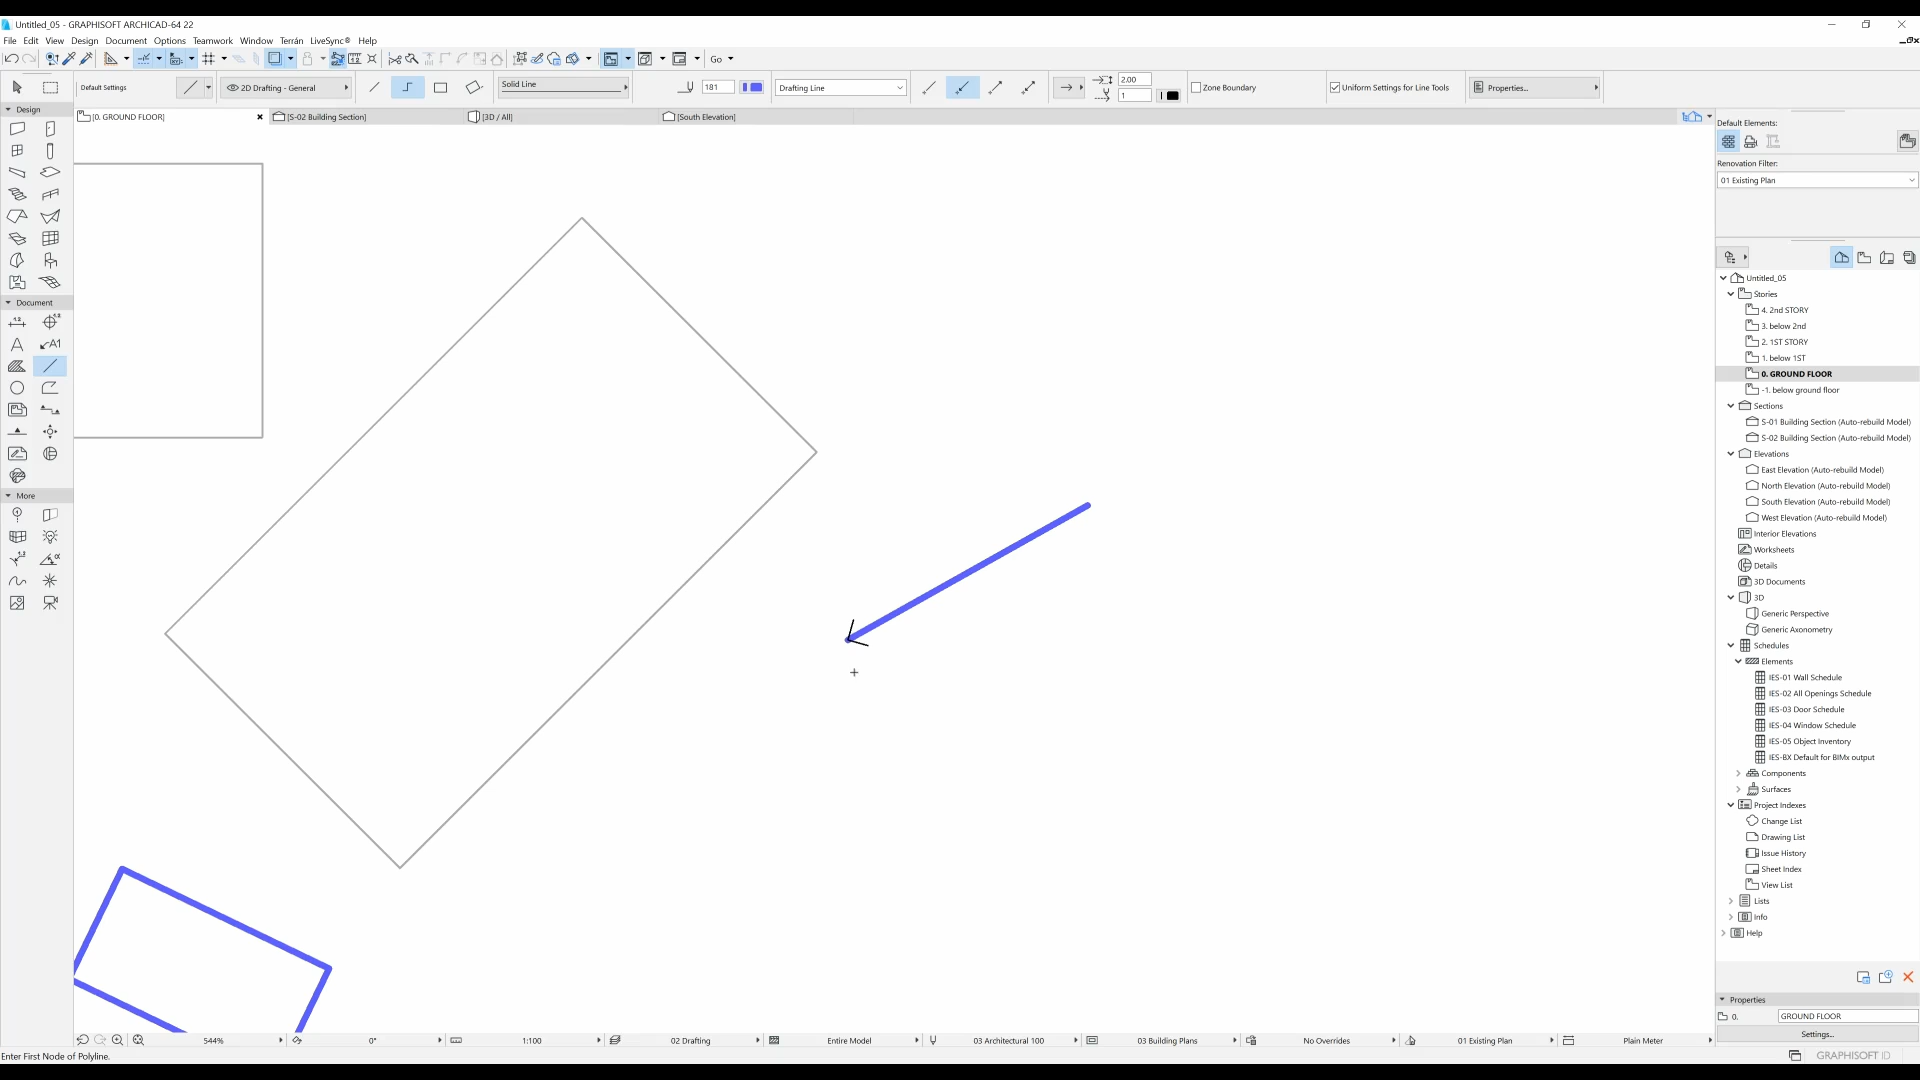 Untitled_05 - GRAPHISOFT ARCHICAD-64 22
File Edit View Design Document Options Teamwork Window Terrán LiveSync® Help
Go
Default Settings
2D Drafting - General
Solid Line
181
Drafting Line
2.00
1
Zone Boundary
Uniform Settings for Line Tools
Properties...
Design
[0. GROUND FLOOR]
[S-02 Building Section]
[3D / All]
[South Elevation]
Document
More
Default Elements:
Renovation Filter:
01 Existing Plan
Untitled_05
Stories
4. 2nd STORY
3. below 2nd
2. 1ST STORY
1. below 1ST
0. GROUND FLOOR
-1. below ground floor
Sections
S-01 Building Section (Auto-rebuild Model)
S-02 Building Section (Auto-rebuild Model)
Elevations
East Elevation (Auto-rebuild Model)
North Elevation (Auto-rebuild Model)
South Elevation (Auto-rebuild Model)
West Elevation (Auto-rebuild Model)
Interior Elevations
Worksheets
Details
3D Documents
3D
Generic Perspective
Generic Axonometry
Schedules
Elements
IES-01 Wall Schedule
IES-02 All Openings Schedule
IES-03 Door Schedule
IES-04 Window Schedule
IES-05 Object Inventory
IES-BX Default for BIMx output
Components
Surfaces
Project Indexes
Change List
Drawing List
Issue History
Sheet Index
View List
Lists
Info
Help
Properties
0. GROUND FLOOR
Settings...
544% 0° 1:100 02 Drafting Entire Model 03 Architectural 100 03 Building Plans No Overrides 01 Existing Plan Plain Meter
Enter First Node of Polyline.
GRAPHISOFT ID